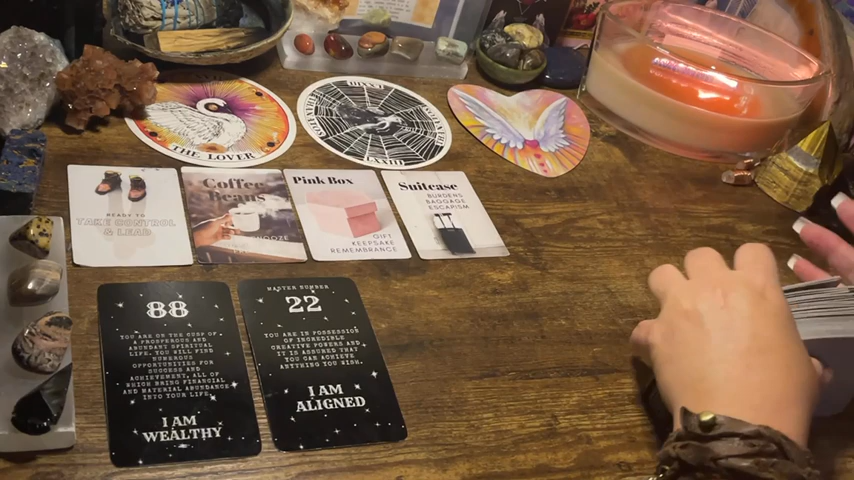 THE LOVER
READY TO
TAKE CONTROL
& LEAD
Coffee
Beans
Pink Box
GIFT
KEEPSAKE
REMEMBRANCE
Suitcase
BURDENS
BAGGAGE
ESCAPISM
88
YOU ARE ON THE CUSP OF
A PROSPEROUS AND
ABUNDANT SPIRITUAL
LIFE. YOU WILL FIND
NUMEROUS
OPPORTUNITIES FOR
SUCCESS AND
ACHIEVEMENT, ALL OF
WHICH BRING FINANCIAL
AND MATERIAL ABUNDANCE
INTO YOUR LIFE.
I AM
WEALTHY
MASTER NUMBER
22
YOU ARE IN POSSESSION
OF INCREDIBLE
CREATIVE POWERS AND
IT IS ASSURED THAT
YOU CAN ACHIEVE
ANYTHING YOU WISH.
I AM
ALIGNED